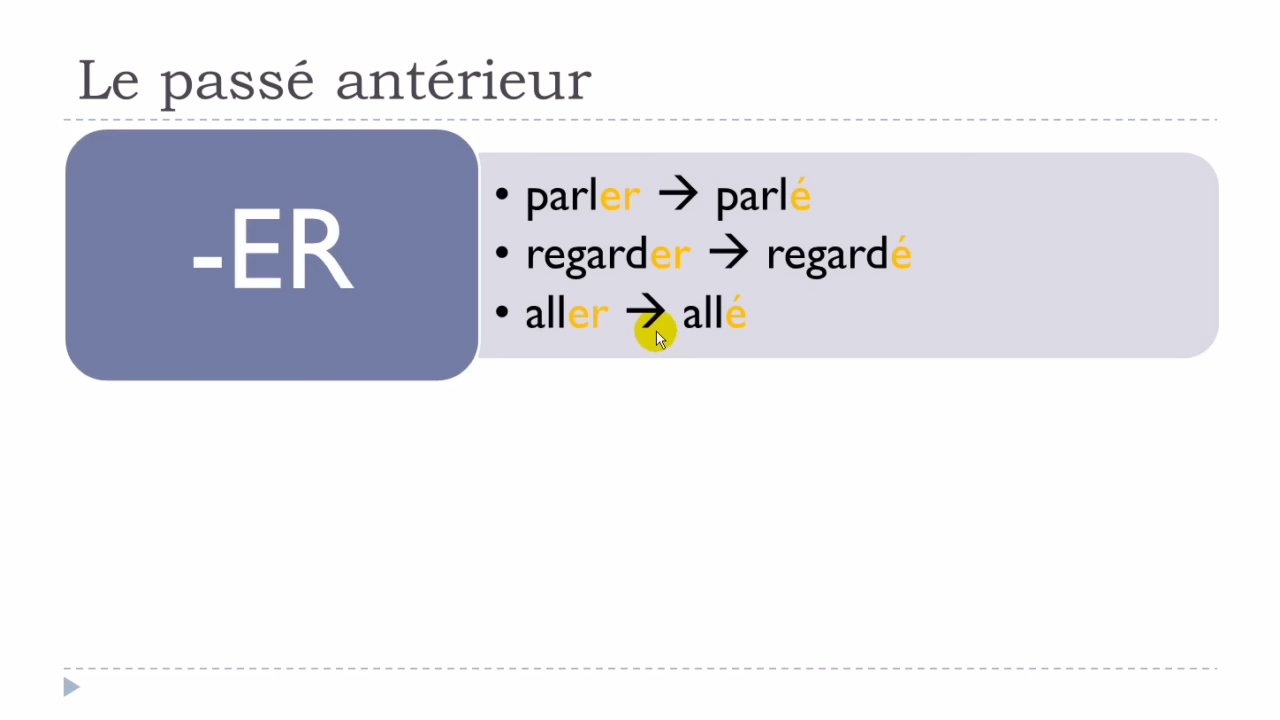 Le passé antérieur
-ER
• parler → parlé
• regarder → regardé
• aller → allé